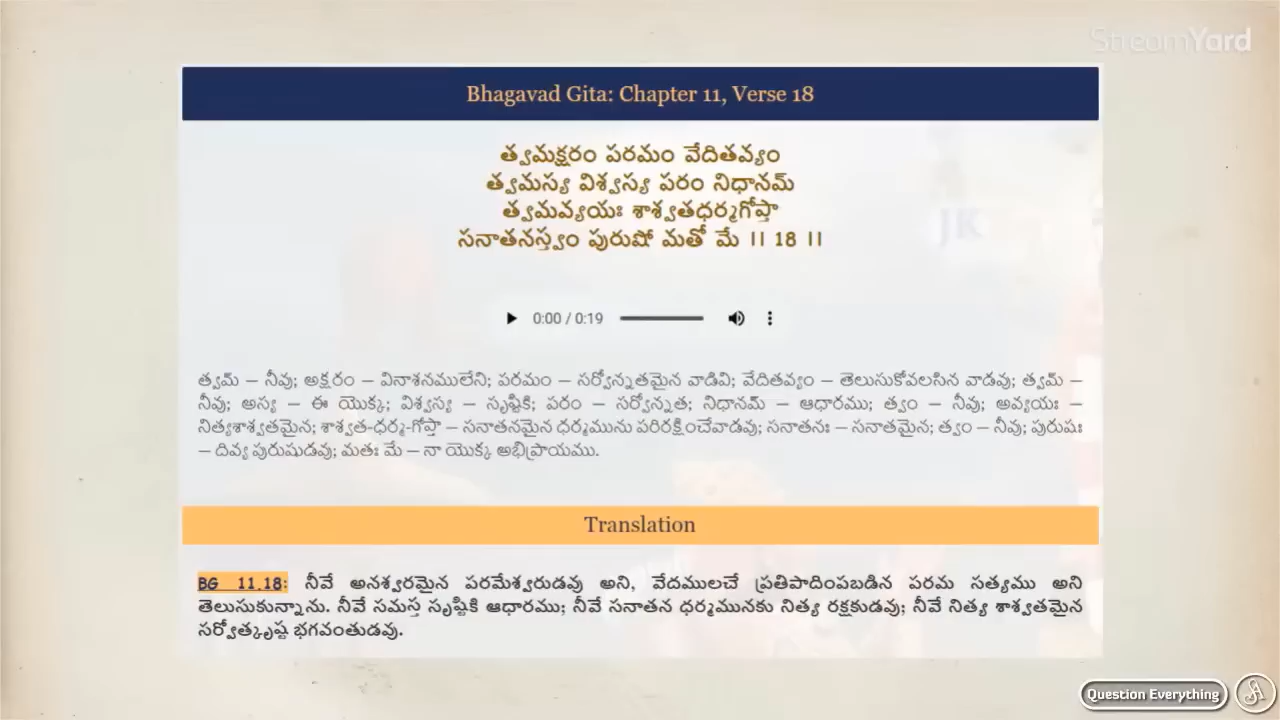 StreamYard
Bhagavad Gita: Chapter 11, Verse 18
త్వమక్షరం పరమం వేదితవ్యం
త్వమస్య విశ్వస్య పరం నిధానమ్
త్వమవ్యయః శాశ్వతధర్మగోప్తా
సనాతనస్త్వం పురుషో మతో మే ।। 18 ।।
JK
0:00 / 0:19
త్వమ్ — నీవు; అక్షరం — వినాశనములేని; పరమం — సర్వోన్నతమైన వాడివి; వేదితవ్యం — తెలుసుకోవలసిన వాడవు; త్వమ్ —
నీవు; అస్య — ఈ యొక్క; విశ్వస్య — సృష్టికి; పరం — సర్వోన్నత; నిధానమ్ — ఆధారము; త్వం — నీవు; అవ్యయః —
నిత్యశాశ్వతమైన; శాశ్వత-ధర్మ-గోప్తా — సనాతనమైన ధర్మమును పరిరక్షించేవాడవు; సనాతనః — సనాతమైన; త్వం — నీవు; పురుషః
— దివ్య పురుషుడవు; మతః మే — నా యొక్క అభిప్రాయము.
Translation
BG 11.18: నీవే అనశ్వరమైన పరమేశ్వరుడవు అని, వేదములచే ప్రతిపాదింపబడిన పరమ సత్యము అని
తెలుసుకున్నాను. నీవే సమస్త సృష్టికి ఆధారము; నీవే సనాతన ధర్మమునకు నిత్య రక్షకుడవు; నీవే నిత్య శాశ్వతమైన
సర్వోత్కృష్ట భగవంతుడవు.
Question Everything